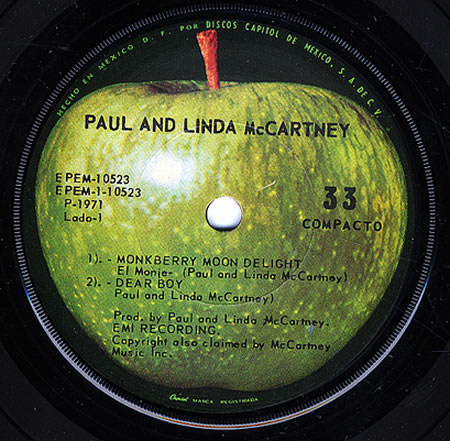 HECHO EN MEXICO D. F. POR DISCOS CAPITOL DE MEXICO, S. A. DE C. V.
PAUL AND LINDA McCARTNEY
EPEM-10523
EPEM-1-10523
P-1971
Lado-1
33
COMPACTO
1). - MONKBERRY MOON DELIGHT
El Monje- (Paul and Linda McCartney)
2). - DEAR BOY
Paul and Linda McCartney)
Prod. by Paul and Linda McCartney.
EMI RECORDING.
Copyright also claimed by McCartney
Music Inc.
Capitol MARCA REGISTRADA